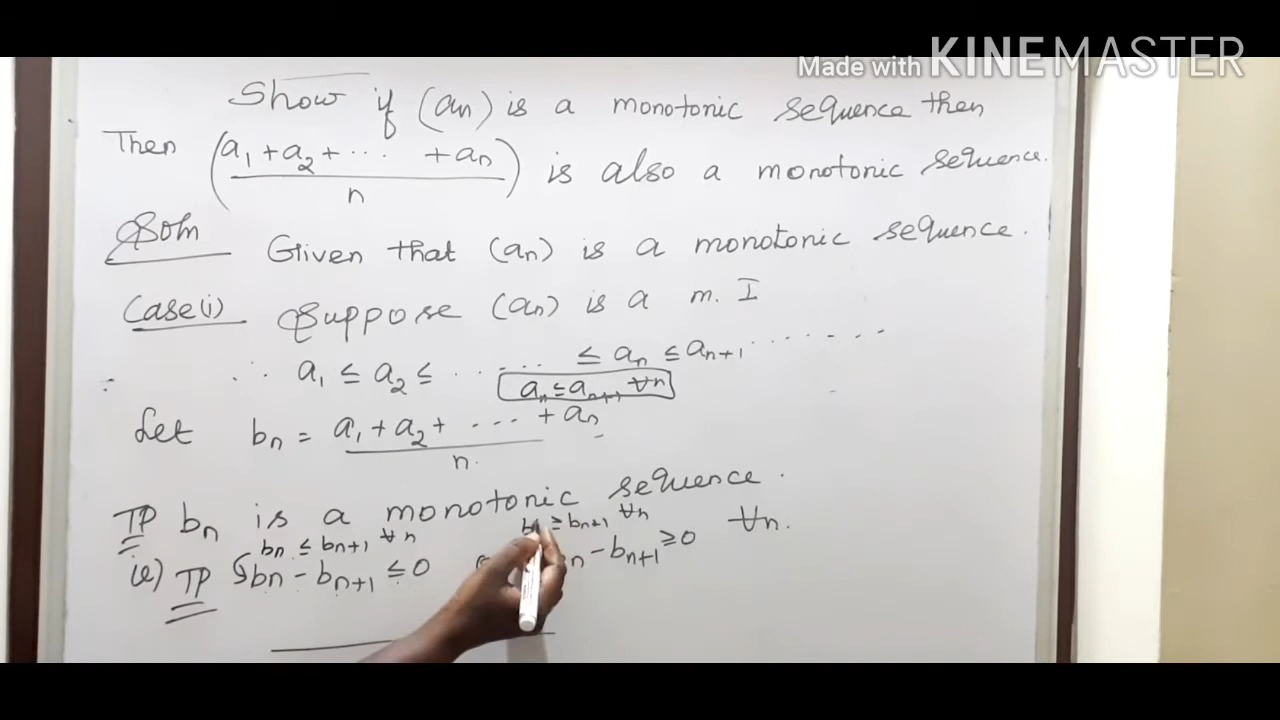 Made with KINEMASTER
Show if (an) is a monotonic sequence then
Then (a1 + a2 + ... + an / n) is also a monotonic sequence.
Soln Given that (an) is a monotonic sequence.
Case(i) Suppose (an) is a m. I
∴ a1 ≤ a2 ≤ ...... ≤ an ≤ an+1 .......
an ≤ an+1 ∀n
Let bn = a1 + a2 + ... + an / n.
TP bn is a monotonic sequence.
bn ≤ bn+1 ∀n ≥ bn+1 ∀n
ie) TP bn - bn+1 ≤ 0 n - bn+1 ≥ 0 ∀n.